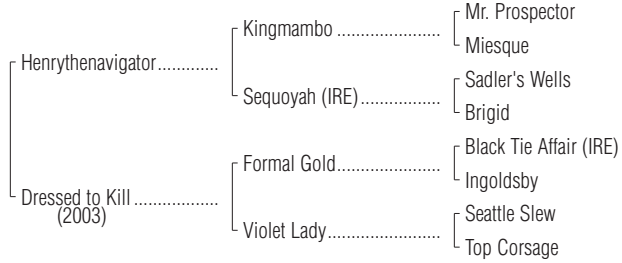 Mr. Prospector
Kingmambo ........................
Miesque
Henrythenavigator.............
Sadler's Wells
Sequoyah (IRE)..................
Brigid
Black Tie Affair (IRE)
Formal Gold.......................
Ingoldsby
Dressed to Kill ..................
(2003)
Seattle Slew
Violet Lady.........................
Top Corsage